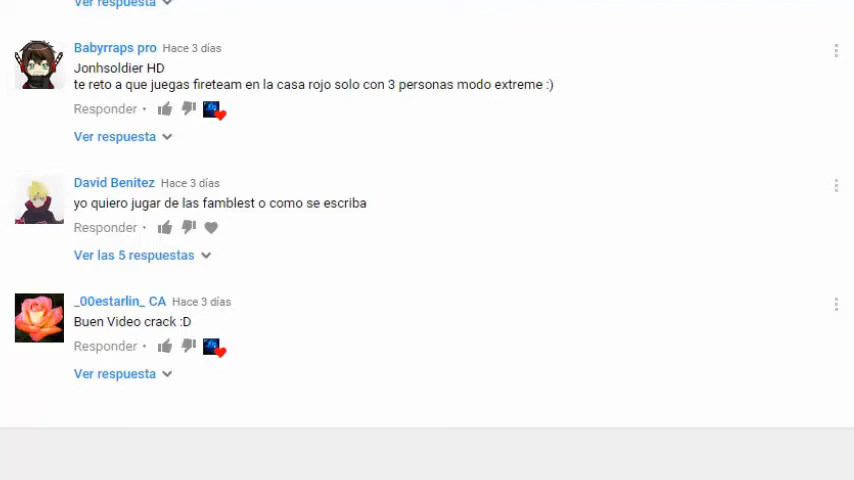 Ver respuesta
Babyrraps pro Hace 3 días
Jonhsoldier HD
te reto a que juegas fireteam en la casa rojo solo con 3 personas modo extreme :)
Responder •
Ver respuesta
David Benitez Hace 3 días
yo quiero jugar de las famblest o como se escriba
Responder •
Ver las 5 respuestas
_00estarlin_ CA Hace 3 días
Buen Video crack :D
Responder •
Ver respuesta